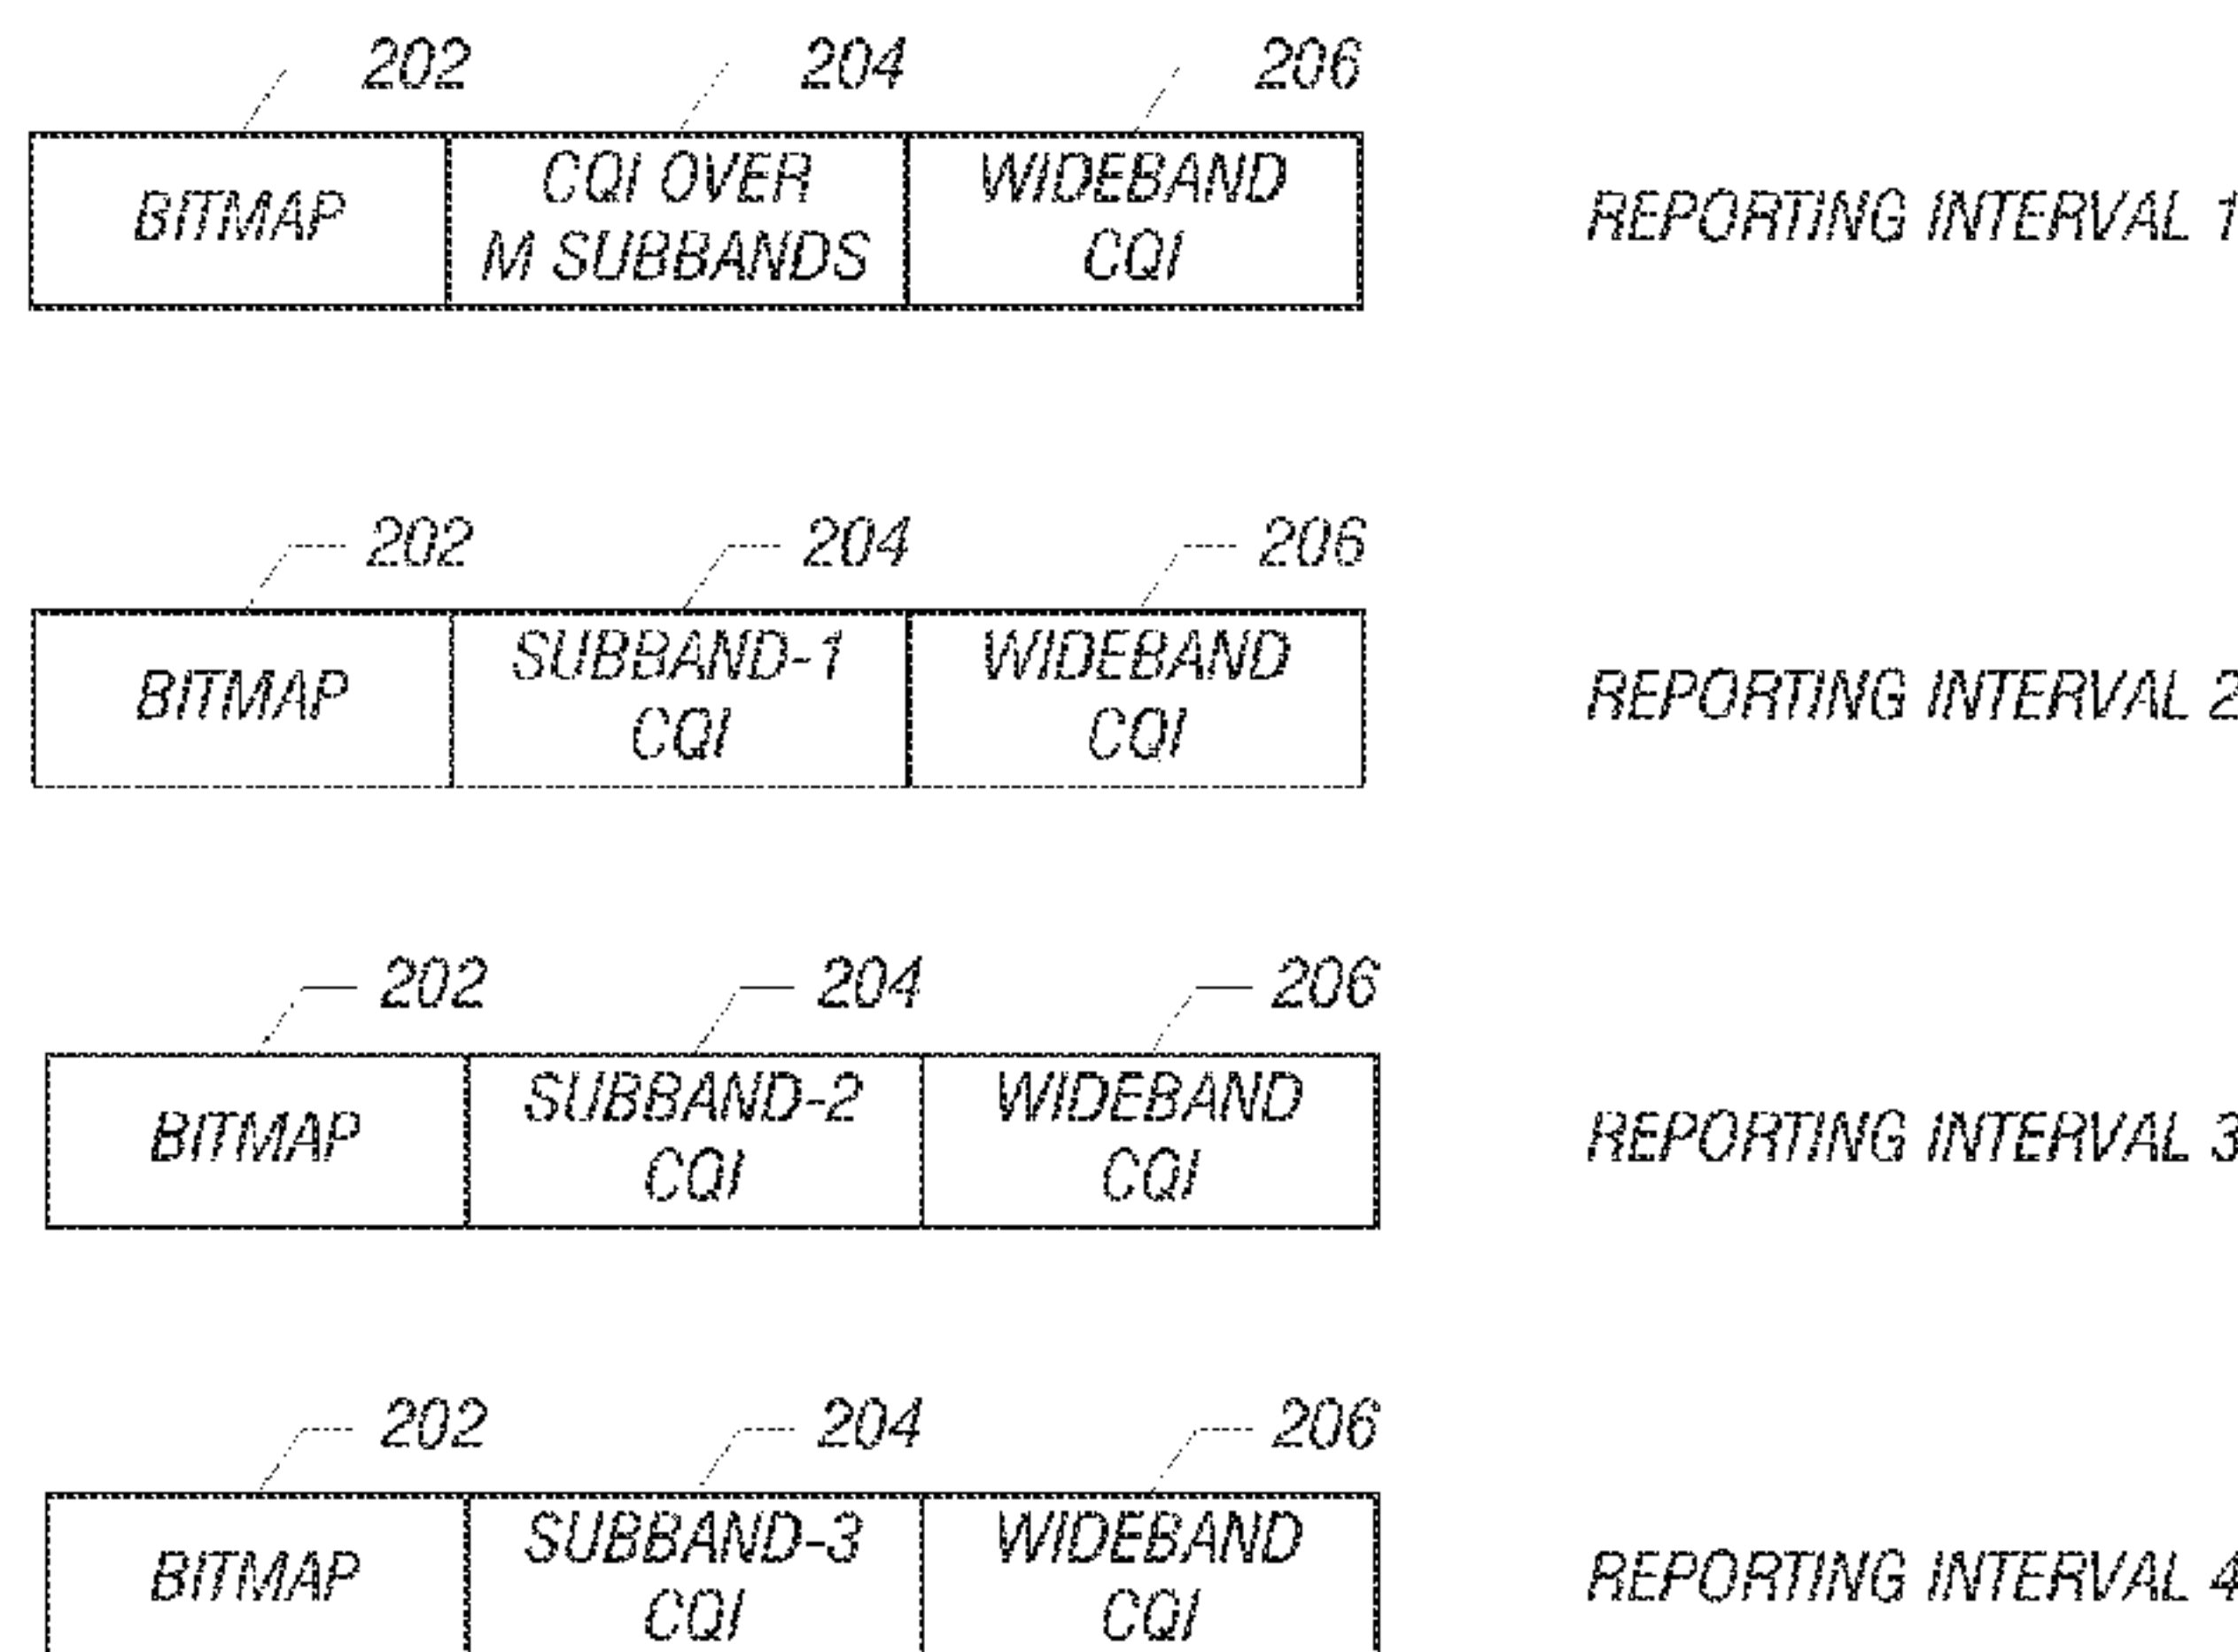 202 204 206
BITMAP
CQI OVER
M SUBBANDS
WIDEBAND
CQI
REPORTING INTERVAL 1
202 204 206
BITMAP
SUBBAND-1
CQI
WIDEBAND
CQI
REPORTING INTERVAL 2
202 204 206
BITMAP
SUBBAND-2
CQI
WIDEBAND
CQI
REPORTING INTERVAL 3
202 204 206
BITMAP
SUBBAND-3
CQI
WIDEBAND
CQI
REPORTING INTERVAL 4